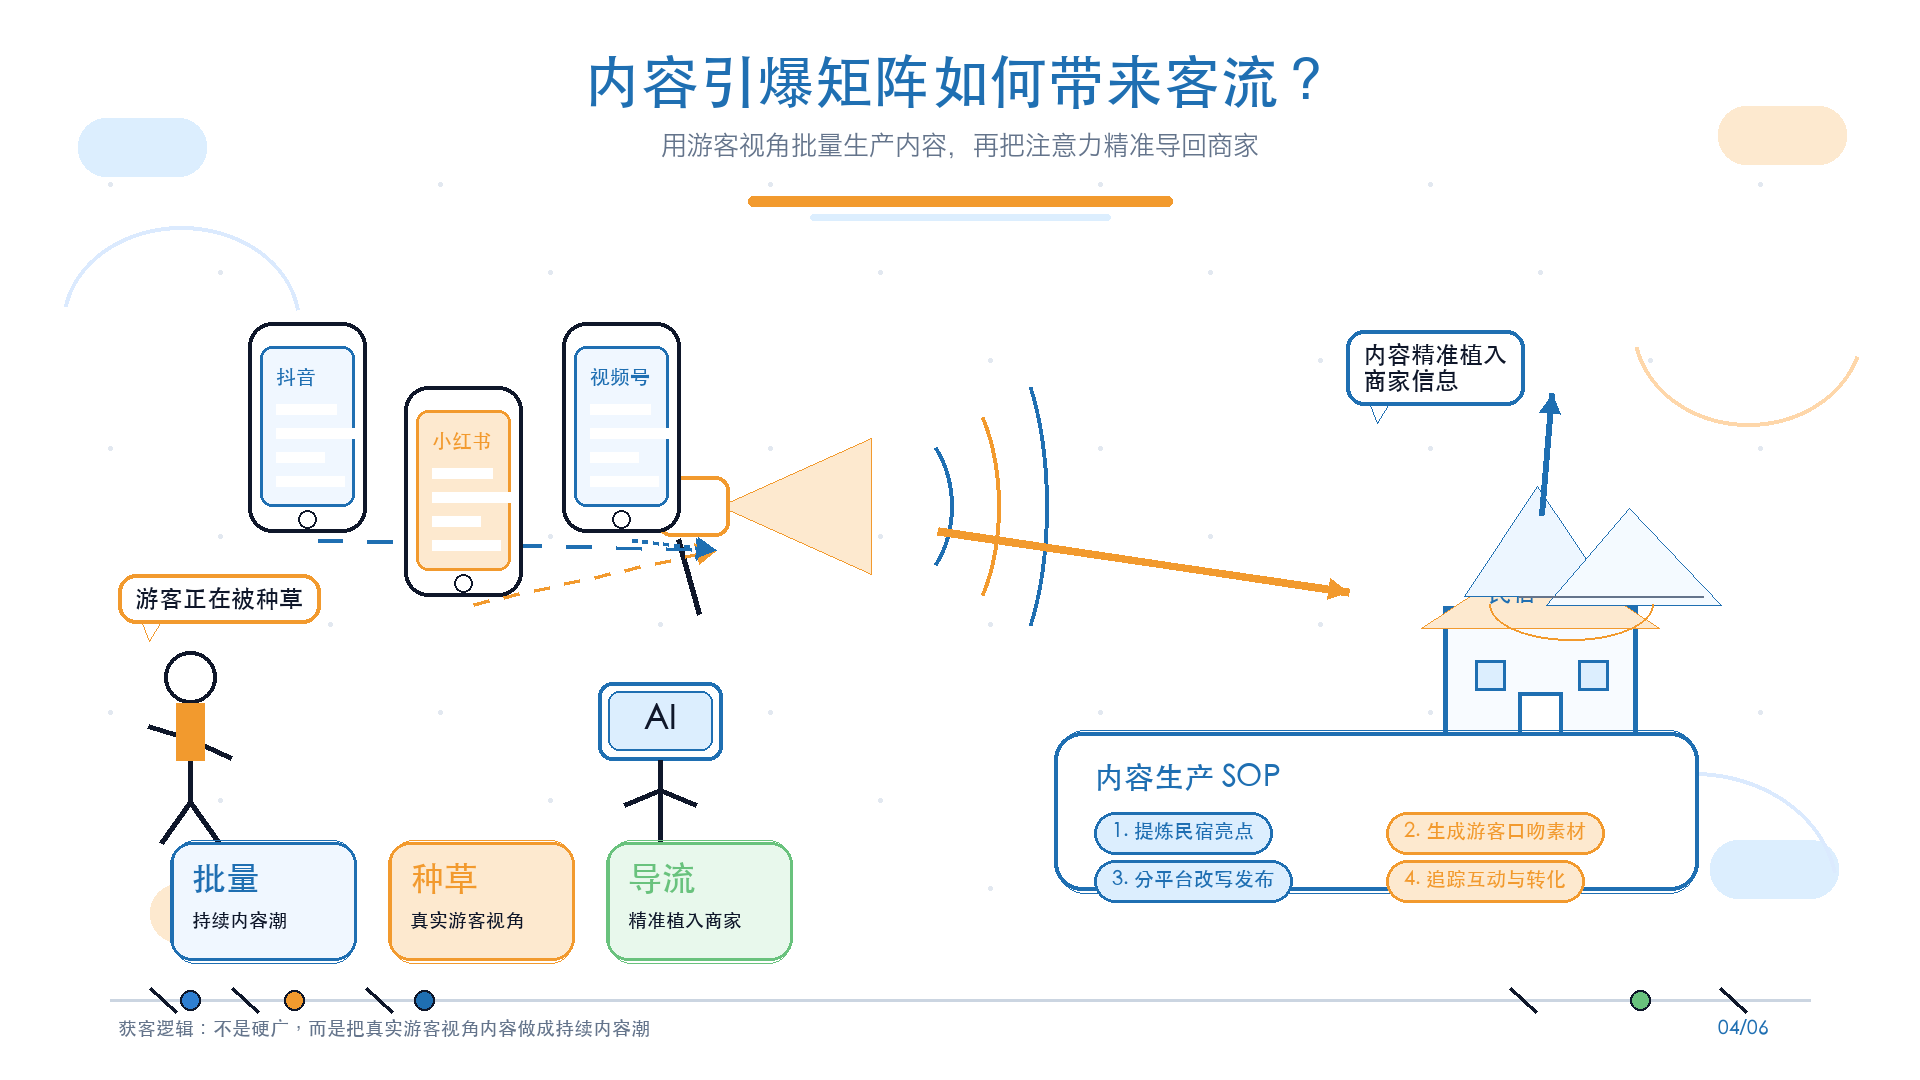 内容引爆矩阵如何带来客流？
用游客视角批量生产内容，再把注意力精准导回商家
抖音
小红书
视频号
内容精准植入
商家信息
游客正在被种草
AI
内容生产 SOP
1. 提炼民宿亮点
2. 生成游客口吻素材
3. 分平台改写发布
4. 追踪互动与转化
批量
持续内容潮
种草
真实游客视角
导流
精准植入商家
获客逻辑：不是硬广，而是把真实游客视角内容做成持续内容潮
04/06